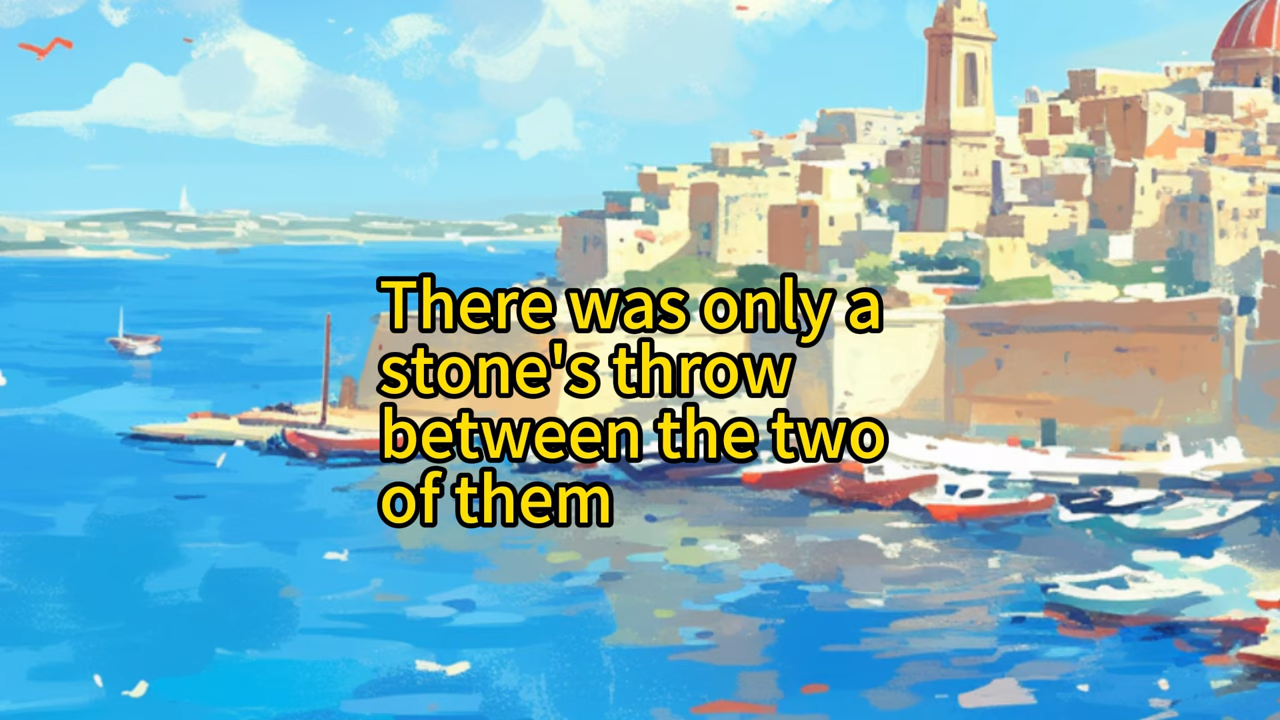 There was only a
stone's throw
between the two
of them